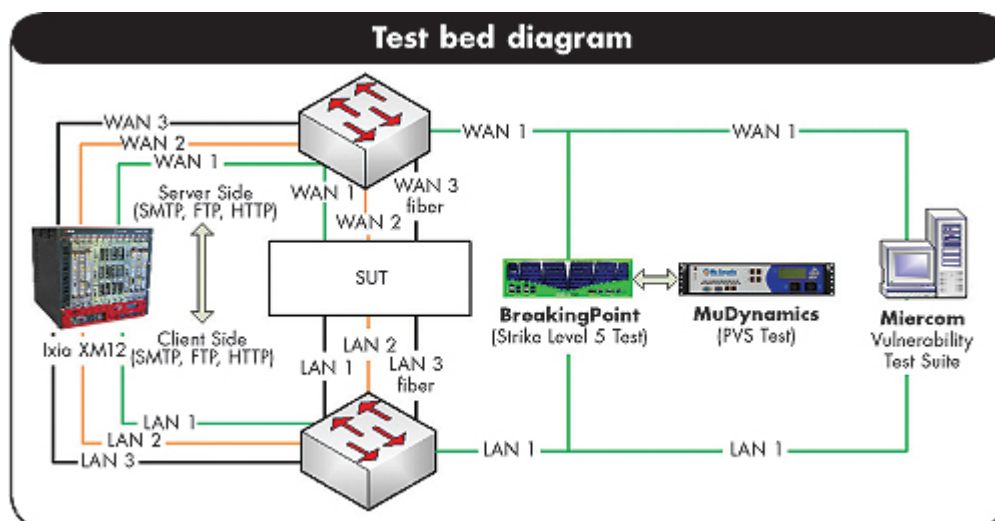 Test bed diagram
WAN 3
WAN 2
WAN 1
WAN 1
WAN 1
Server Side
(SMTP, FTP, HTTP)
WAN 1
WAN 2
WAN 3
fiber
SUT
BreakingPoint
(Strike Level 5 Test)
MuDynamics
(PVS Test)
Miercom
Vulnerability
Test Suite
Ixia XM12
Client Side
(SMTP, FTP, HTTP)
LAN 1
LAN 2
LAN 3
fiber
LAN 1
LAN 2
LAN 3
LAN 1
LAN 1